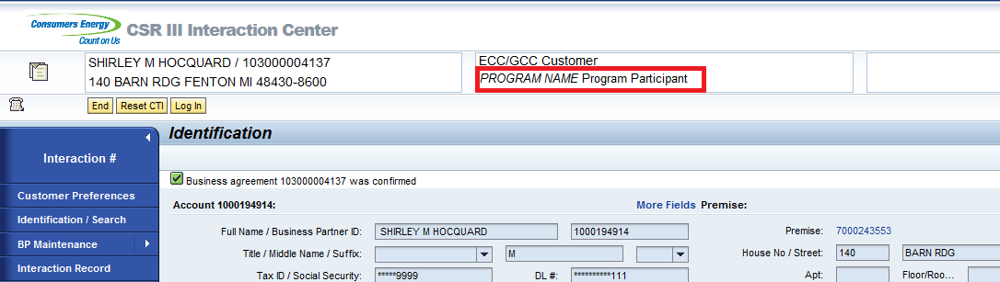 Consumers Energy
Count on Us
CSR III Interaction Center
SHIRLEY M HOCQUARD / 103000004137
140 BARN RDG FENTON MI 48430-8600
ECC/GCC Customer
PROGRAM NAME Program Participant
End Reset CTI Log In
Identification
Interaction #
Customer Preferences
Identification / Search
BP Maintenance
Interaction Record
Business agreement 103000004137 was confirmed
Account 1000194914: More Fields Premise:
Full Name / Business Partner ID: SHIRLEY M HOCQUARD 1000194914 Premise: 7000243553
Title / Middle Name / Suffix: M House No / Street: 140 BARN RDG
Tax ID / Social Security: *****9999 DL #: **********111 Apt: Floor/Roo...